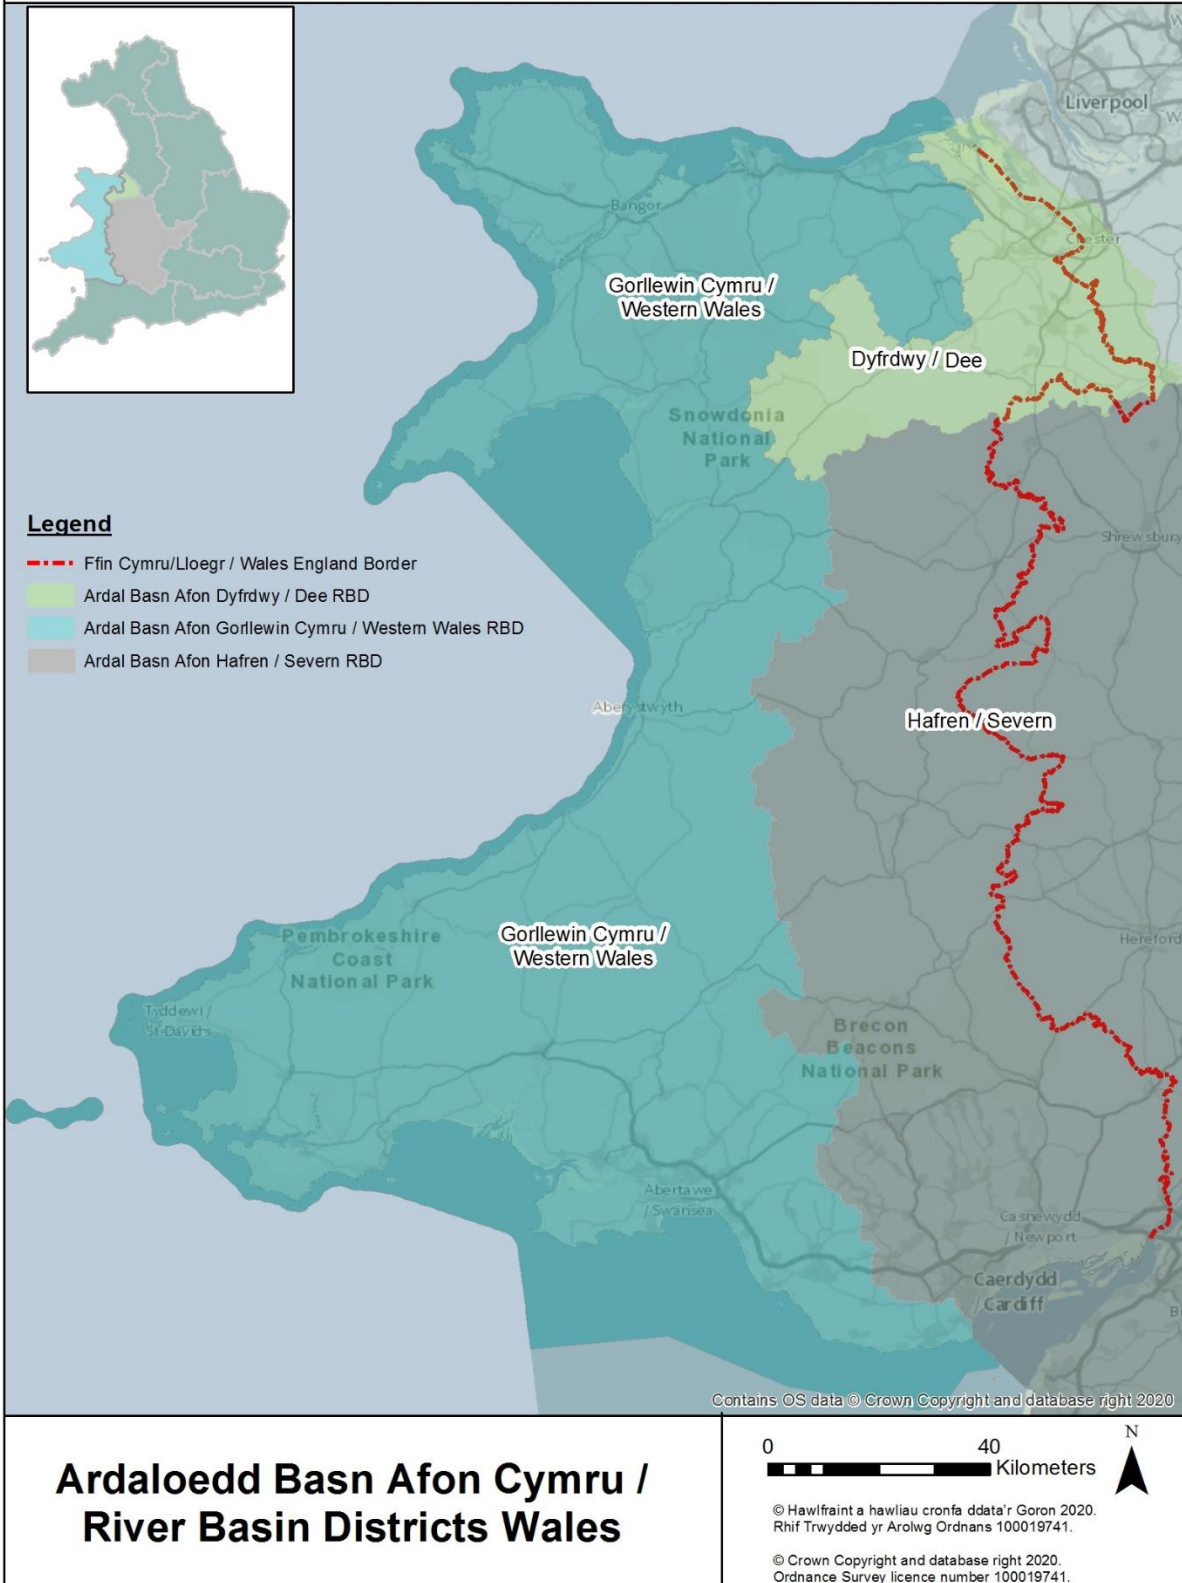 Liverpool
Bangor
Chester
Gorllewin Cymru /
Western Wales
Dyfrdwy / Dee
Snowdonia
National
Park
Legend
Ffin Cymru/Lloegr / Wales England Border
Ardal Basn Afon Dyfrdwy / Dee RBD
Ardal Basn Afon Gorllewin Cymru / Western Wales RBD
Ardal Basn Afon Hafren / Severn RBD
Shrewsbury
Aberystwyth
Hafren / Severn
Pembrokeshire
Coast
National Park
Gorllewin Cymru /
Western Wales
Hereford
Tyddewi /
St Davids
Brecon
Beacons
National Park
Abertawe
/ Swansea
Casnewydd
/ Newport
Caerdydd
/ Cardiff
Contains OS data © Crown Copyright and database right 2020
Ardaloedd Basn Afon Cymru /
River Basin Districts Wales
0 40
Kilometers
N
© Hawlfraint a hawliau cronfa ddata'r Goron 2020.
Rhif Trwydded yr Arolwg Ordnans 100019741.
© Crown Copyright and database right 2020.
Ordnance Survey licence number 100019741.